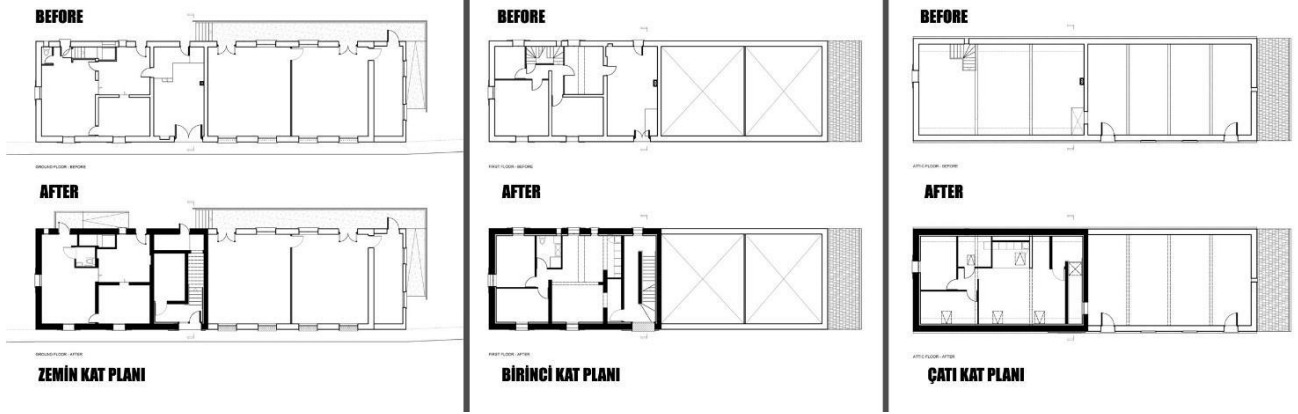 BEFORE
GROUND FLOOR - BEFORE
AFTER
GROUND FLOOR - AFTER
ZEMİN KAT PLANI
BEFORE
FIRST FLOOR - BEFORE
AFTER
FIRST FLOOR - AFTER
BİRİNCİ KAT PLANI
BEFORE
ATTIC FLOOR - BEFORE
AFTER
ATTIC FLOOR - AFTER
ÇATI KAT PLANI